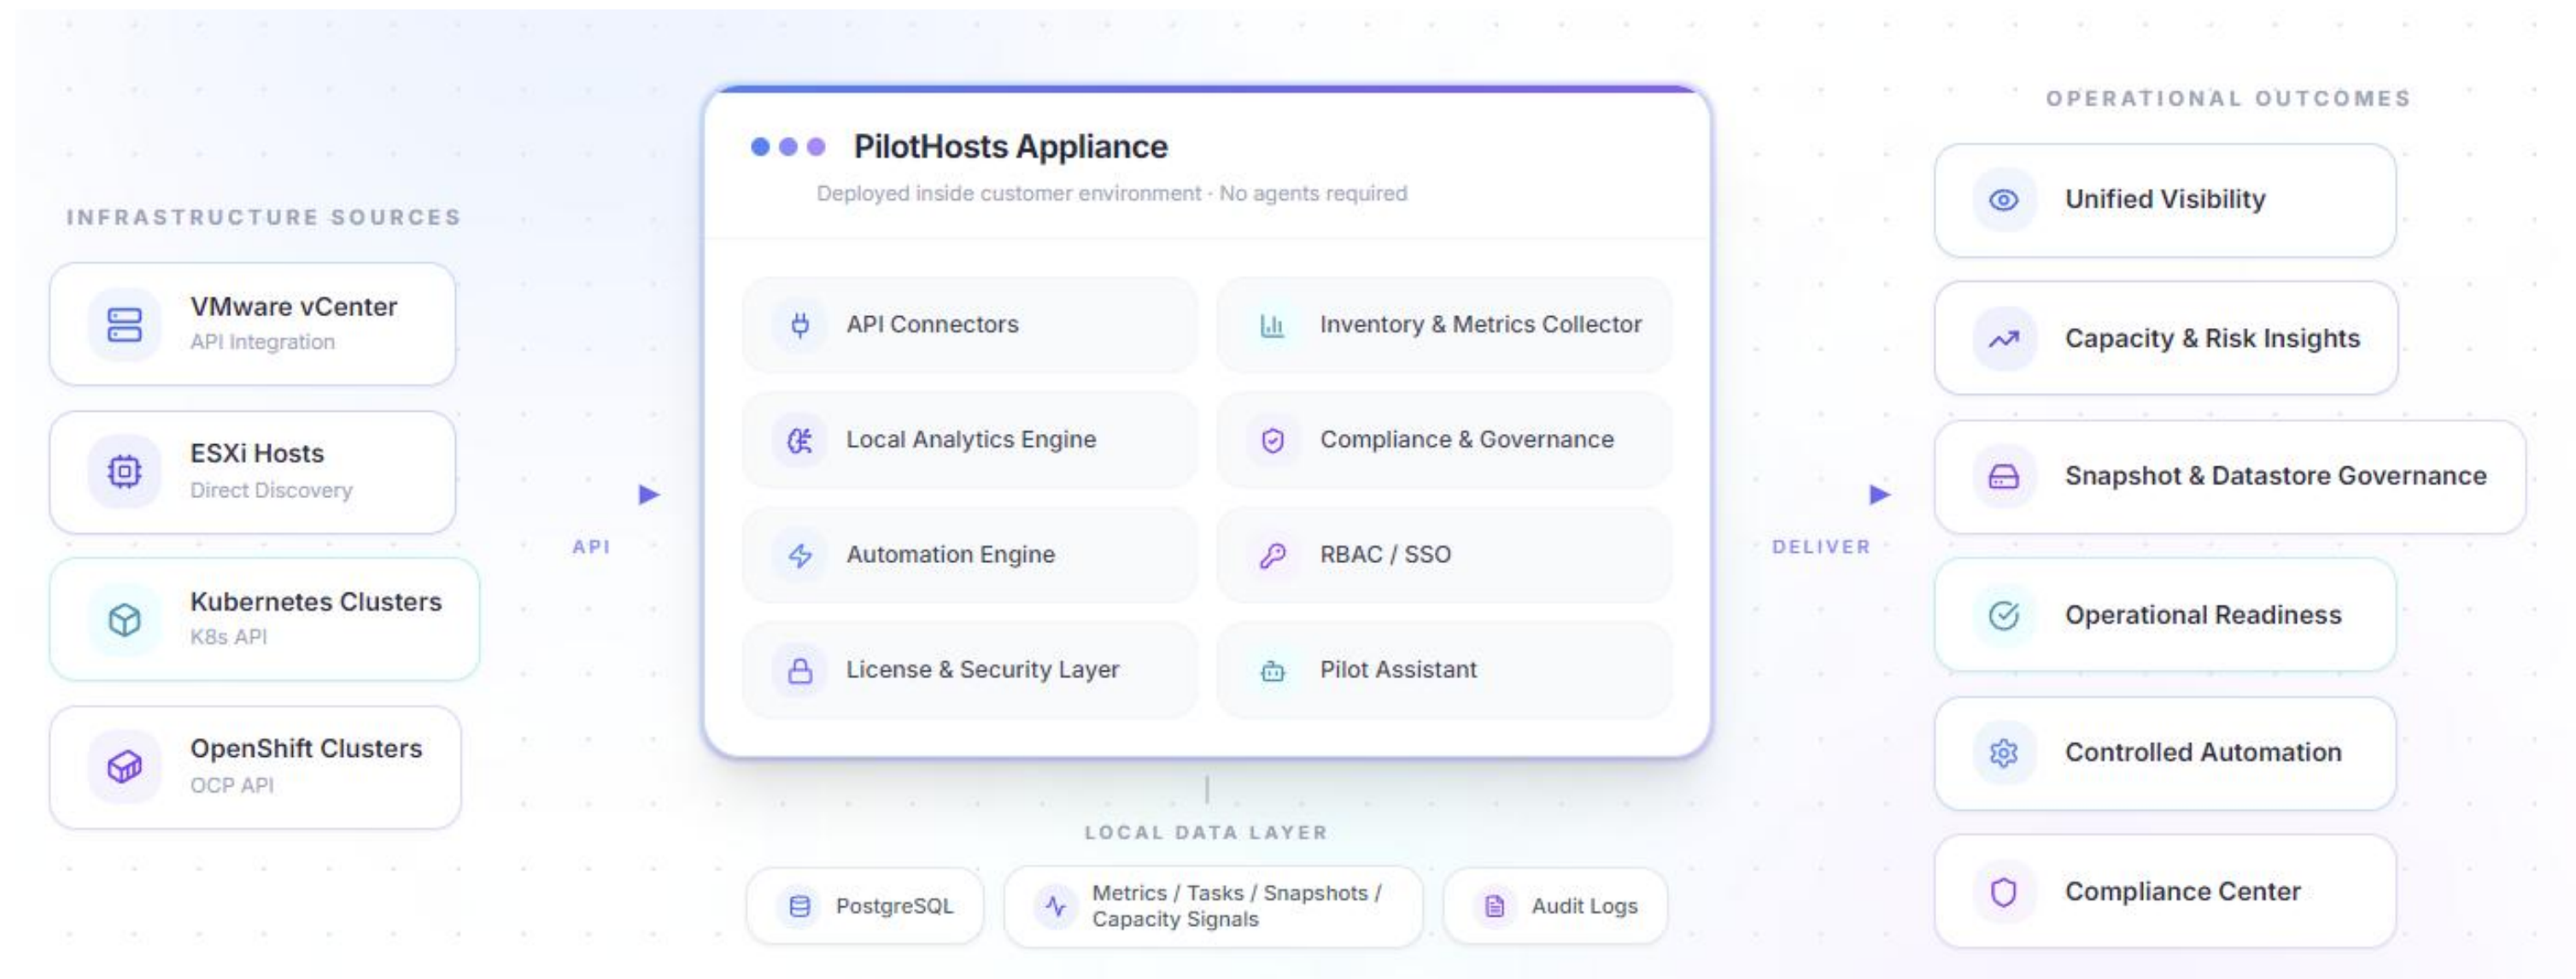 INFRASTRUCTURE SOURCES
VMware vCenter
API Integration
ESXi Hosts
Direct Discovery
Kubernetes Clusters
K8s API
OpenShift Clusters
OCP API
API
PilotHosts Appliance
Deployed inside customer environment · No agents required
API Connectors
Inventory & Metrics Collector
Local Analytics Engine
Compliance & Governance
Automation Engine
RBAC / SSO
License & Security Layer
Pilot Assistant
LOCAL DATA LAYER
PostgreSQL
Metrics / Tasks / Snapshots /
Capacity Signals
Audit Logs
DELIVER
OPERATIONAL OUTCOMES
Unified Visibility
Capacity & Risk Insights
Snapshot & Datastore Governance
Operational Readiness
Controlled Automation
Compliance Center